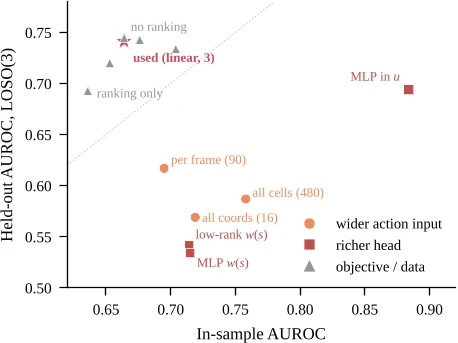 0.75
0.70
0.65
0.60
0.55
0.50
Held-out AUROC, LOSO(3)
no ranking
used (linear, 3)
ranking only
MLP in u
per frame (90)
all cells (480)
all coords (16)
low-rank w(s)
MLP w(s)
wider action input
richer head
objective / data
0.65 0.70 0.75 0.80 0.85 0.90
In-sample AUROC